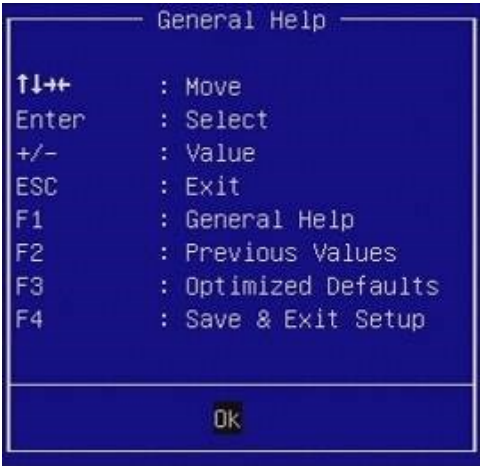 General Help
↑↓→← : Move
Enter : Select
+/- : Value
ESC : Exit
F1 : General Help
F2 : Previous Values
F3 : Optimized Defaults
F4 : Save & Exit Setup
Ok